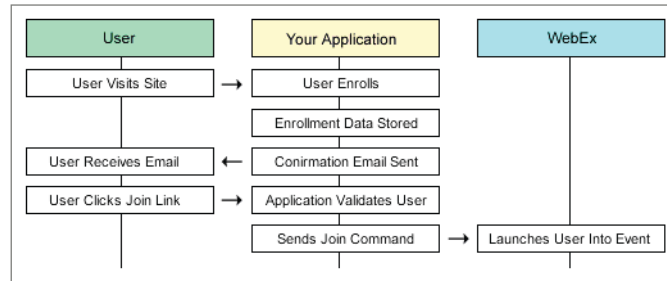 User
Your Application
WebEx
User Visits Site
User Enrolls
Enrollment Data Stored
User Receives Email
Conirmation Email Sent
User Clicks Join Link
Application Validates User
Sends Join Command
Launches User Into Event